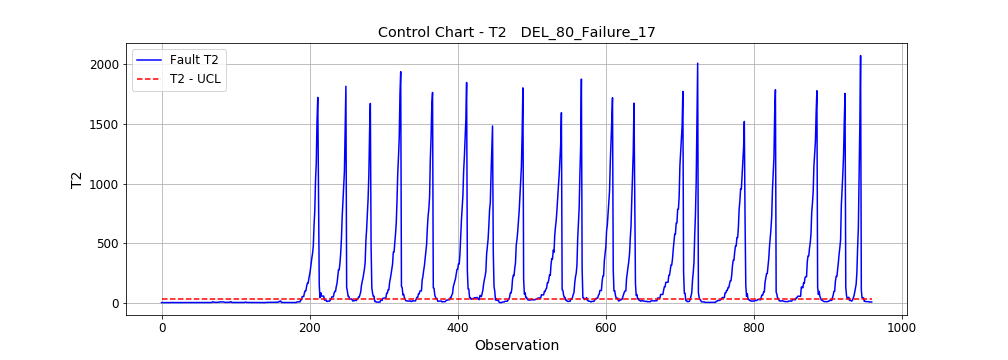 Control Chart - T2   DEL_80_Failure_17
Fault T2
T2 - UCL
T2
2000
1500
1000
500
0
0 200 400 600 800 1000
Observation